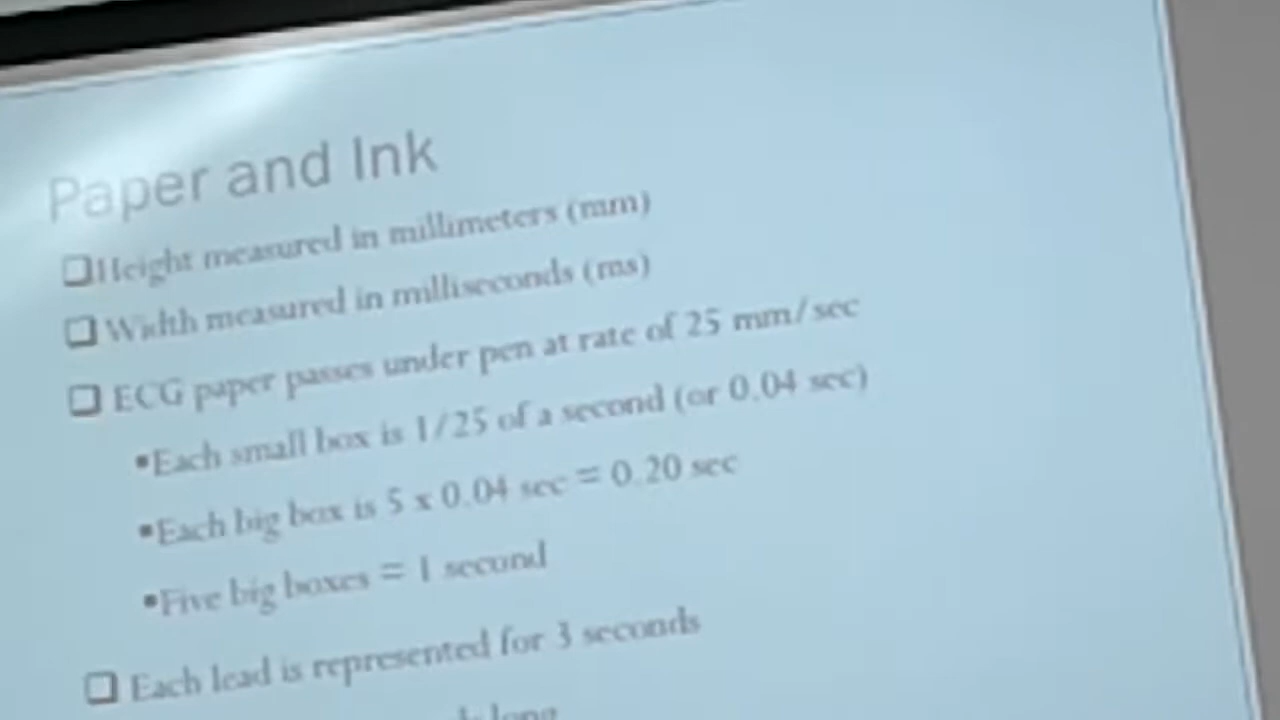 Paper and Ink
❑Height measured in millimeters (mm)
❑ Width measured in milliseconds (ms)
❑ ECG paper passes under pen at rate of 25 mm/sec
▪Each small box is 1/25 of a second (or 0.04 sec)
▪Each big box is 5 x 0.04 sec = 0.20 sec
▪Five big boxes = 1 second
❑ Each lead is represented for 3 seconds
long